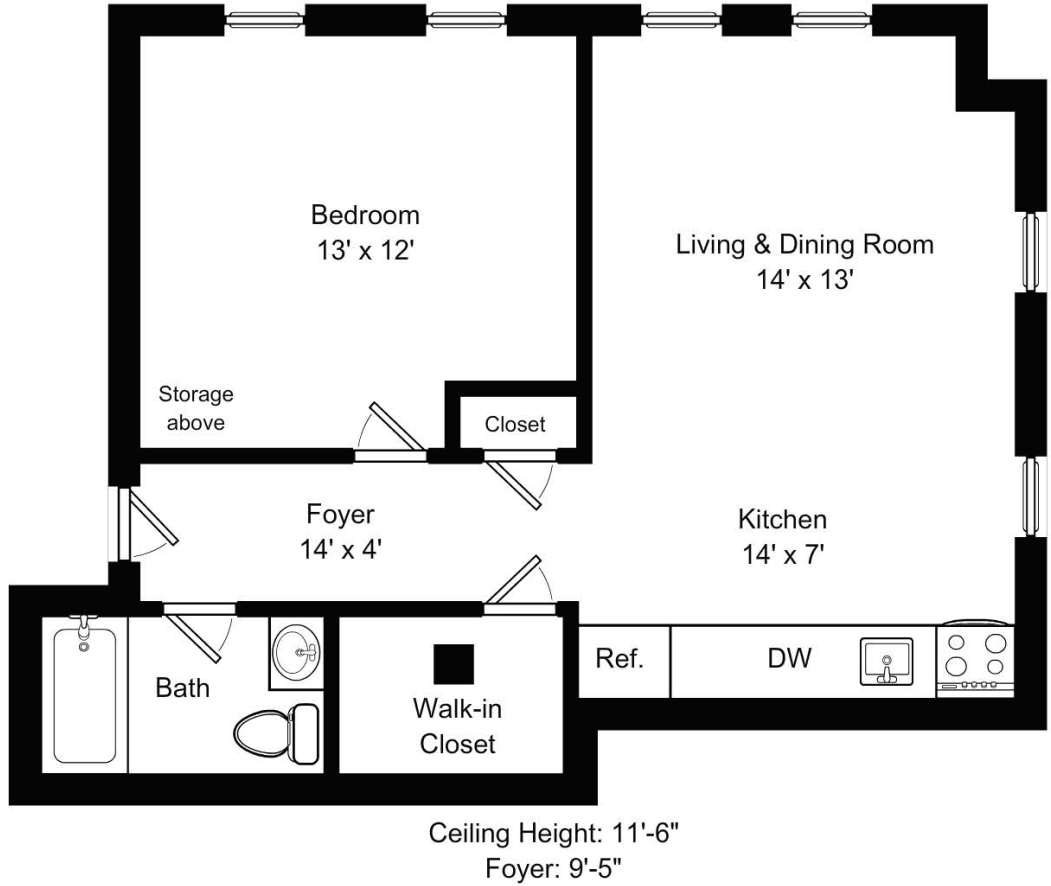 Bedroom
13' x 12'
Living & Dining Room
14' x 13'
Storage
above
Closet
Foyer
14' x 4'
Kitchen
14' x 7'
Bath
Walk-in
Closet
Ref.
DW
Ceiling Height: 11'-6"
Foyer: 9'-5"